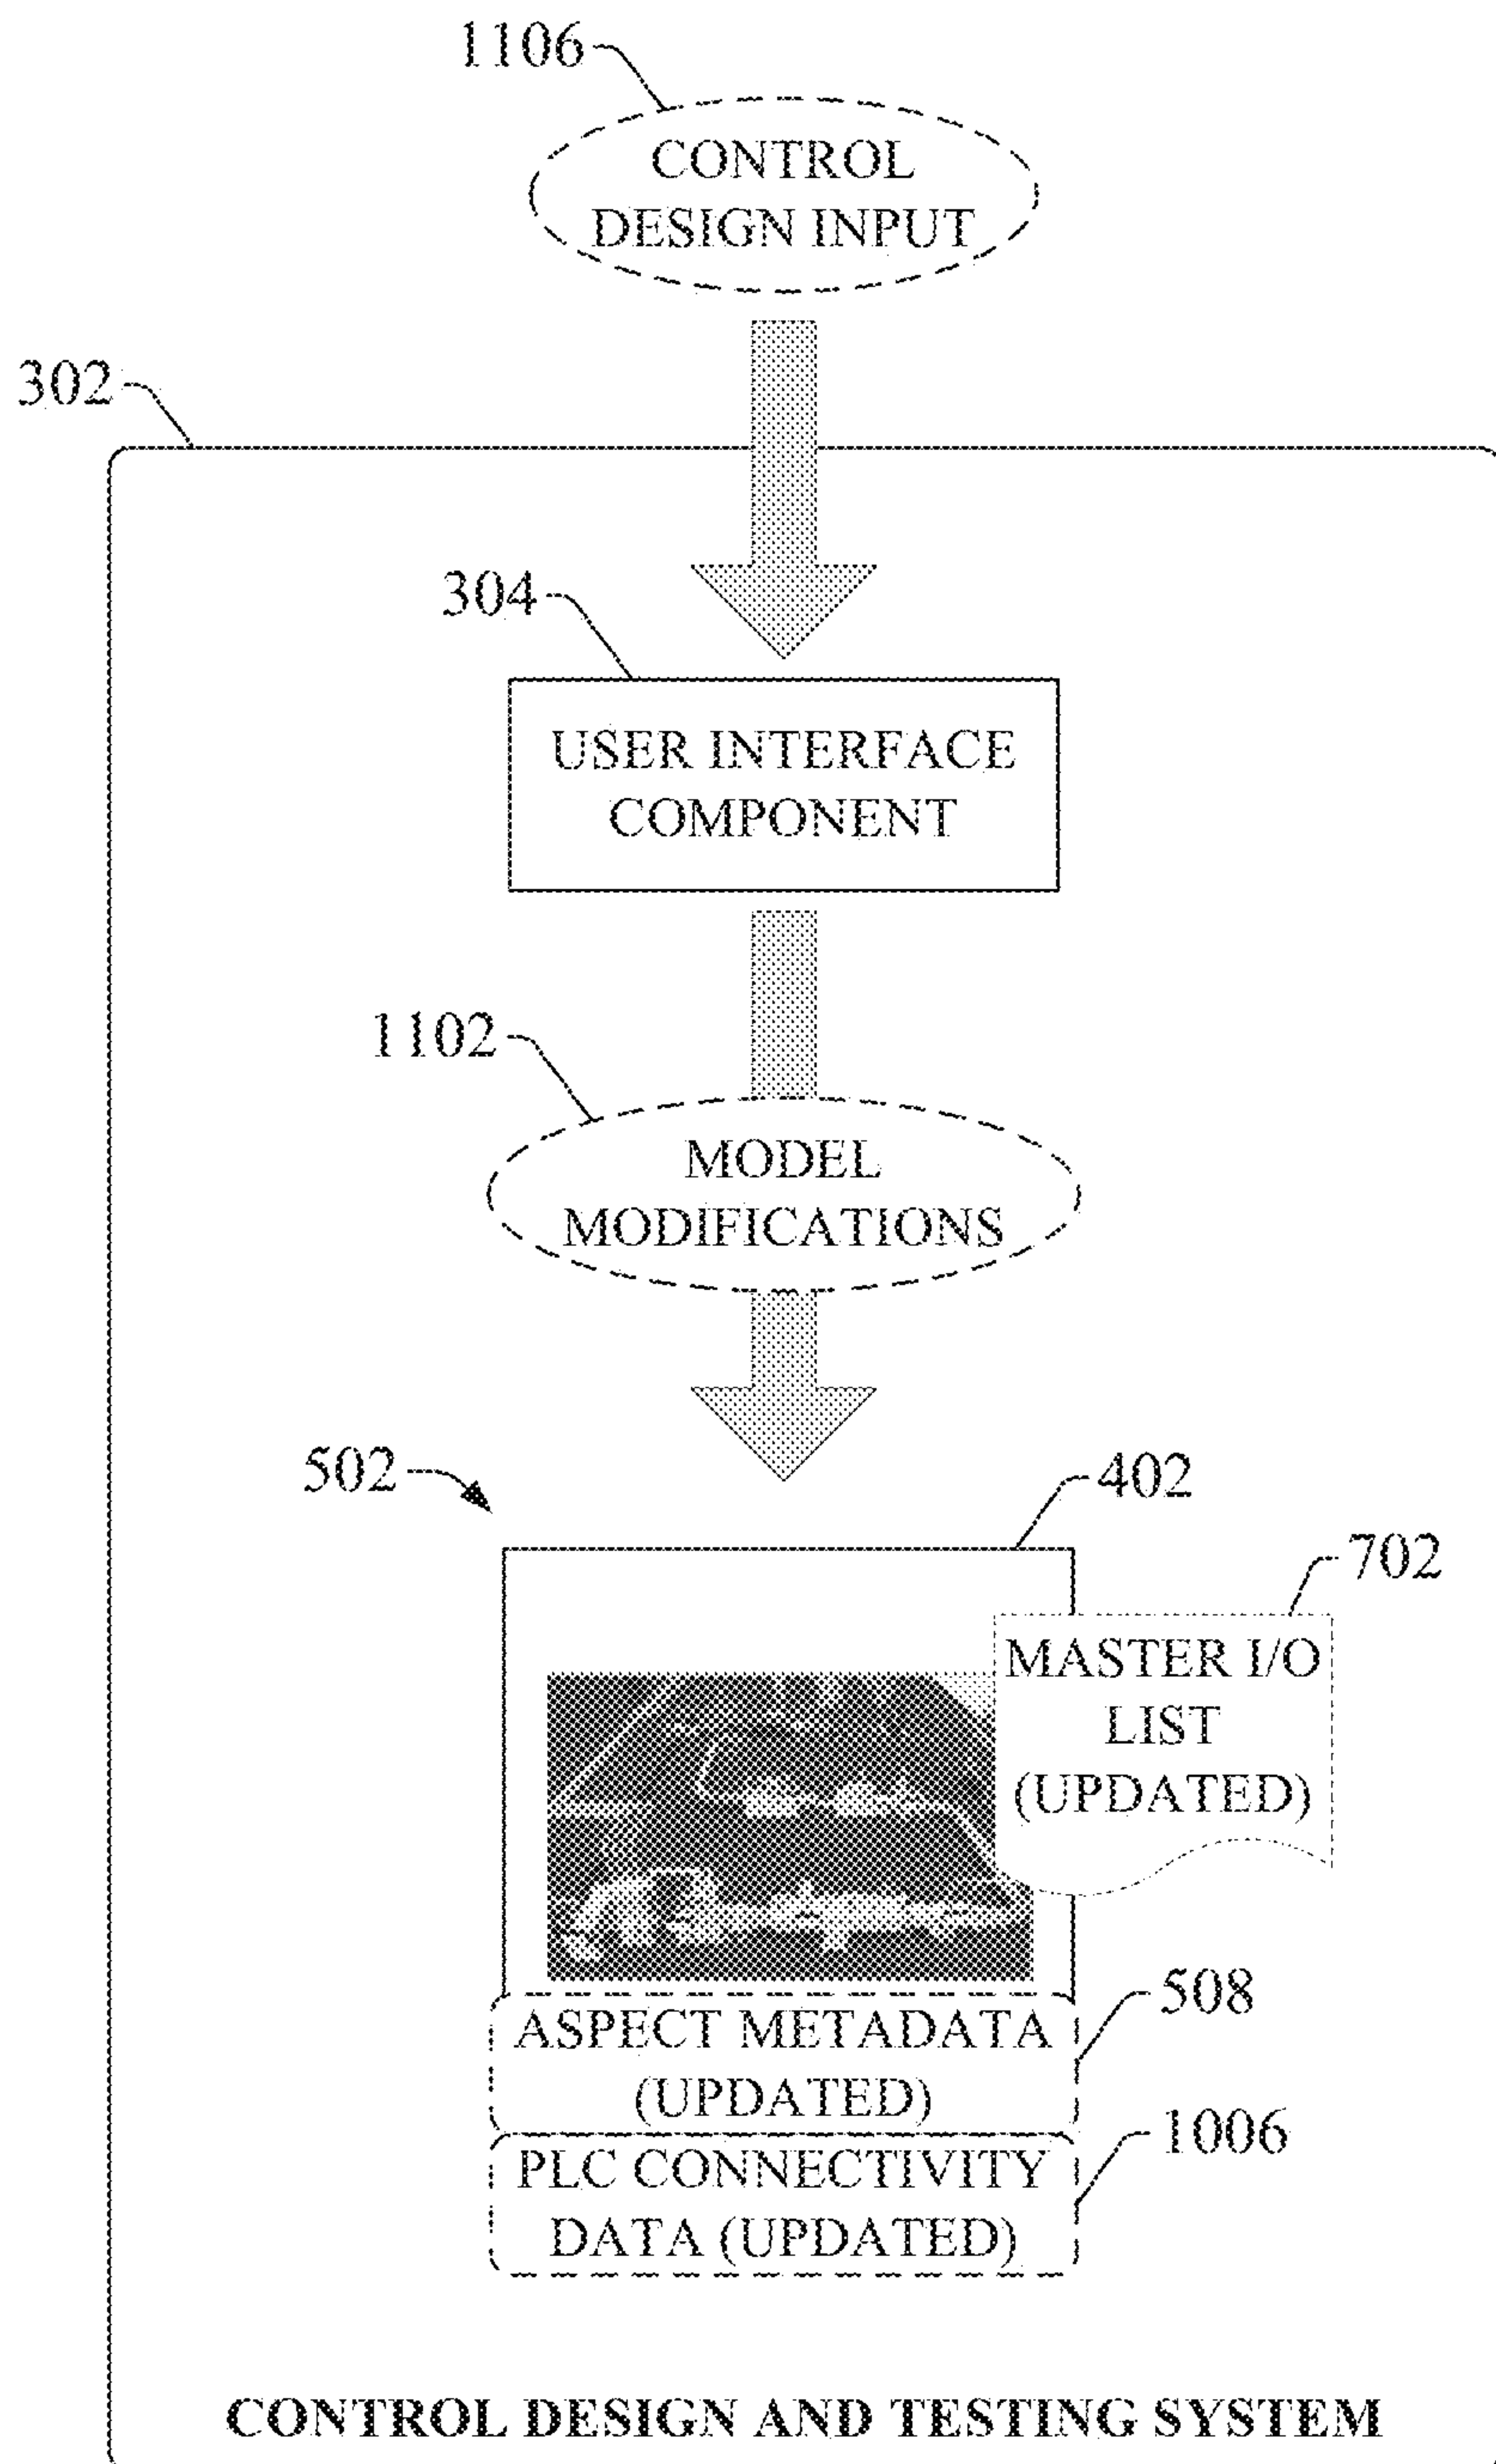 1106
CONTROL
DESIGN INPUT
302
304
USER INTERFACE
COMPONENT
1102
MODEL
MODIFICATIONS
502
402
702
MASTER I/O
LIST
(UPDATED)
508
ASPECT METADATA
(UPDATED)
1006
PLC CONNECTIVITY
DATA (UPDATED)
CONTROL DESIGN AND TESTING SYSTEM